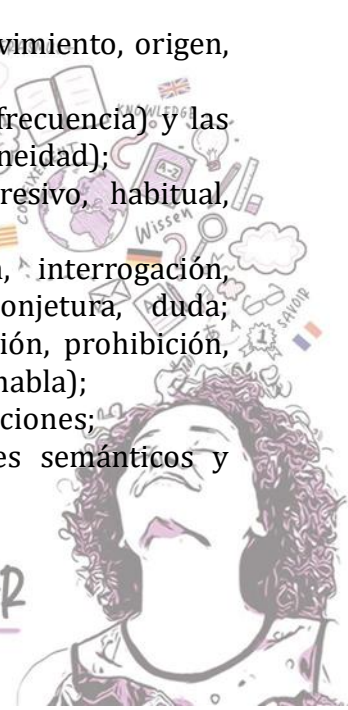 vimiento, origen,
frecuencia) y las
neidad);
resivo, habitual,
, interrogación,
onjetura, duda;
ión, prohibición,
habla);
ciones;
es semánticos y
KNOWLEDGE
A-Z
Wissen
SAVOIR
1
R